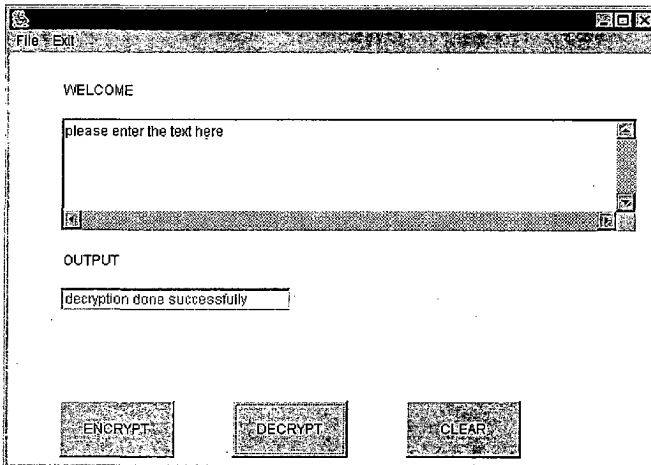 File Exit
WELCOME
please enter the text here
OUTPUT
decryption done successfully
ENCRYPT DECRYPT CLEAR